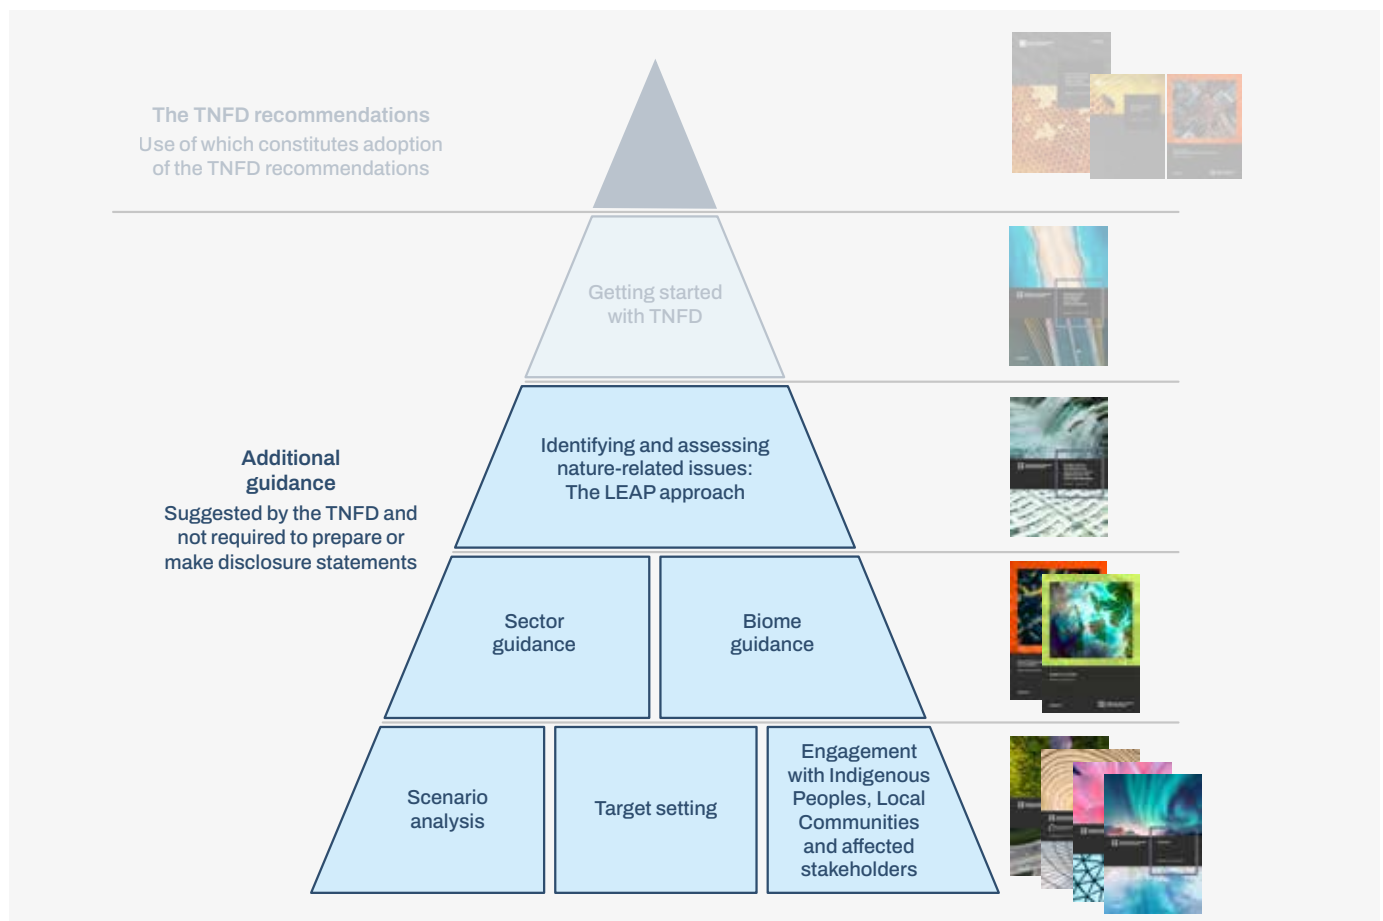 The TNFD recommendations
Use of which constitutes adoption
of the TNFD recommendations
Getting started
with TNFD
Additional
guidance
Suggested by the TNFD and
not required to prepare or
make disclosure statements
Identifying and assessing
nature-related issues:
The LEAP approach
Sector
guidance
Biome
guidance
Scenario
analysis
Target setting
Engagement
with Indigenous
Peoples, Local
Communities
and affected
stakeholders